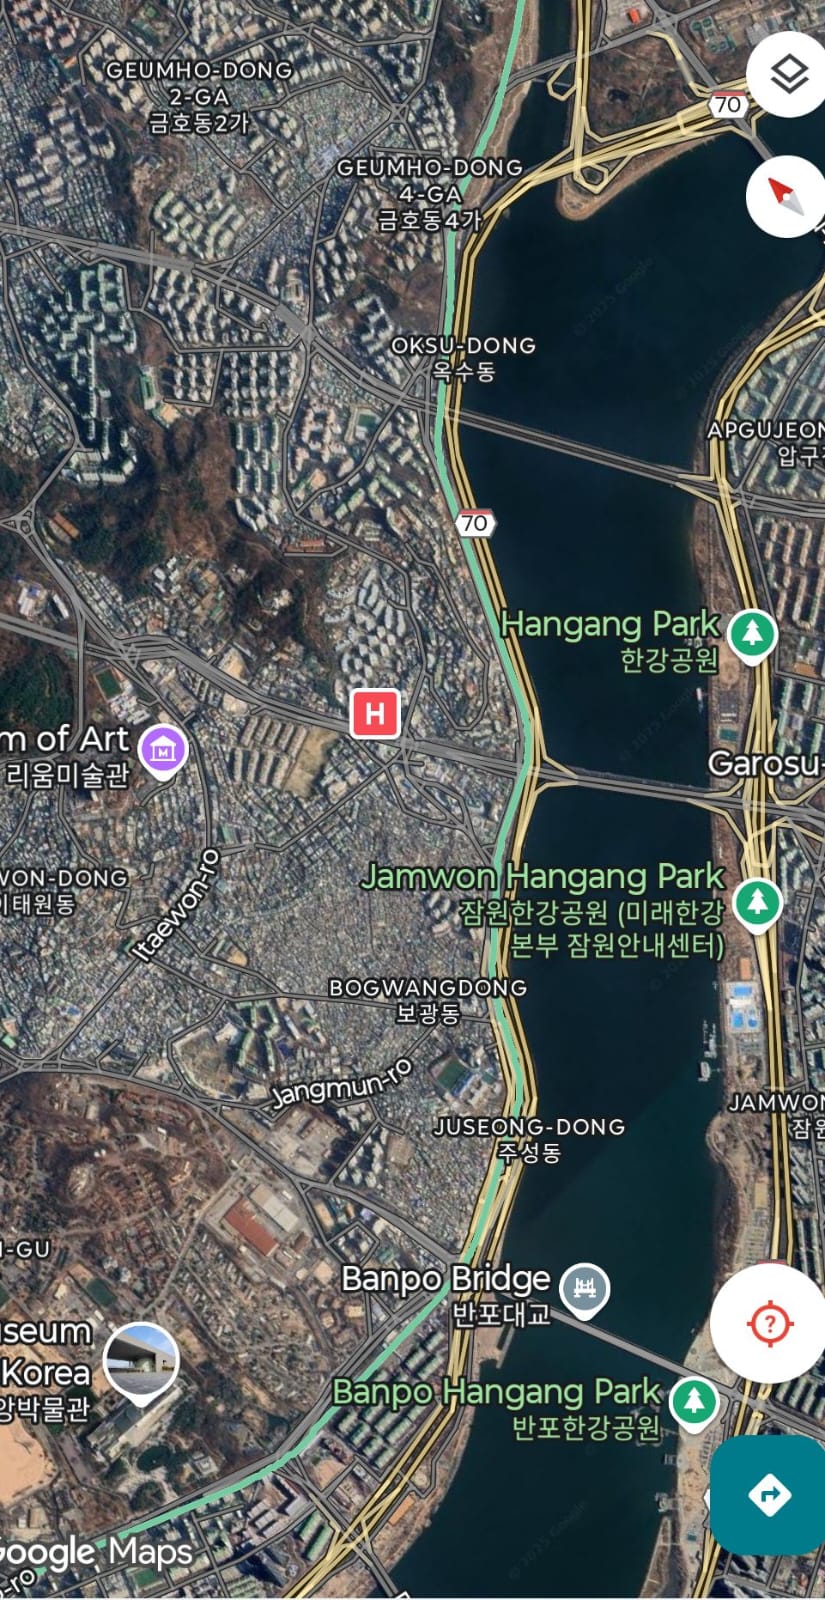 GEUMHO-DONG
2-GA
금호동2가
70
GEUMHO-DONG
4-GA
금호동4가
OKSU-DONG
옥수동
APGUJEON
압구
70
Hangang Park
한강공원
H
m of Art
리움미술관
M
Garosu-
WON-DONG
이태원동
Itaewon-ro
Jamwon Hangang Park
잠원한강공원 (미래한강
본부 잠원안내센터)
BOGWANGDONG
보광동
Jangmun-ro
JAMWON
잠원
JUSEONG-DONG
주성동
I-GU
Banpo Bridge
반포대교
?
useum
Korea
앙박물관
Banpo Hangang Park
반포한강공원
Google Maps
o-ro